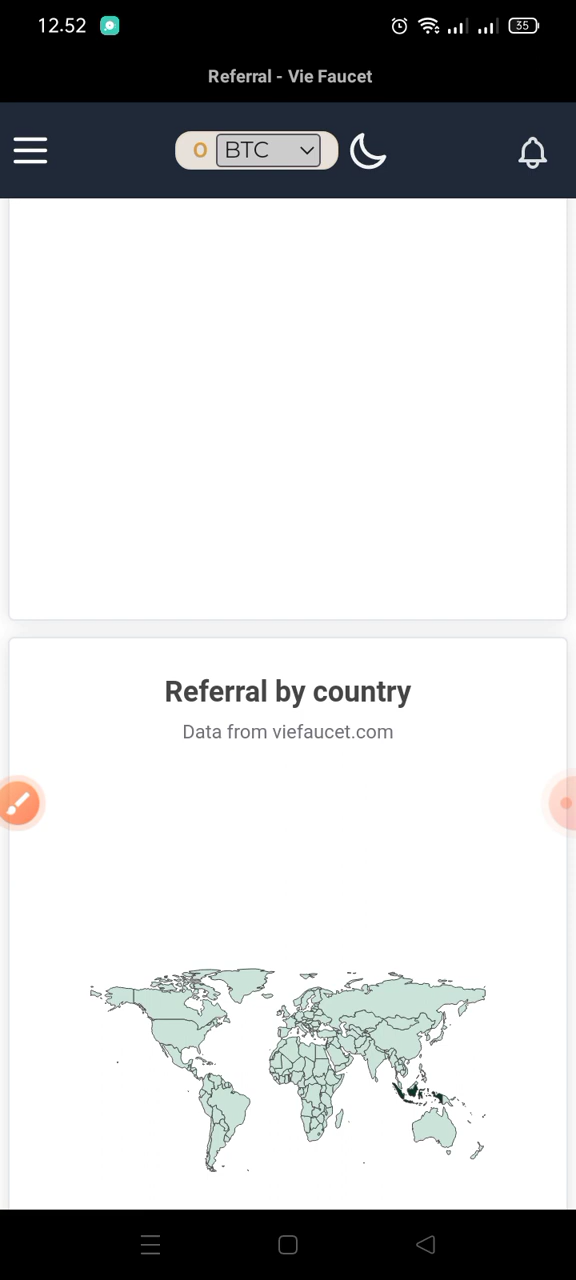 12.52
35
Referral - Vie Faucet
0 BTC
Referral by country
Data from viefaucet.com